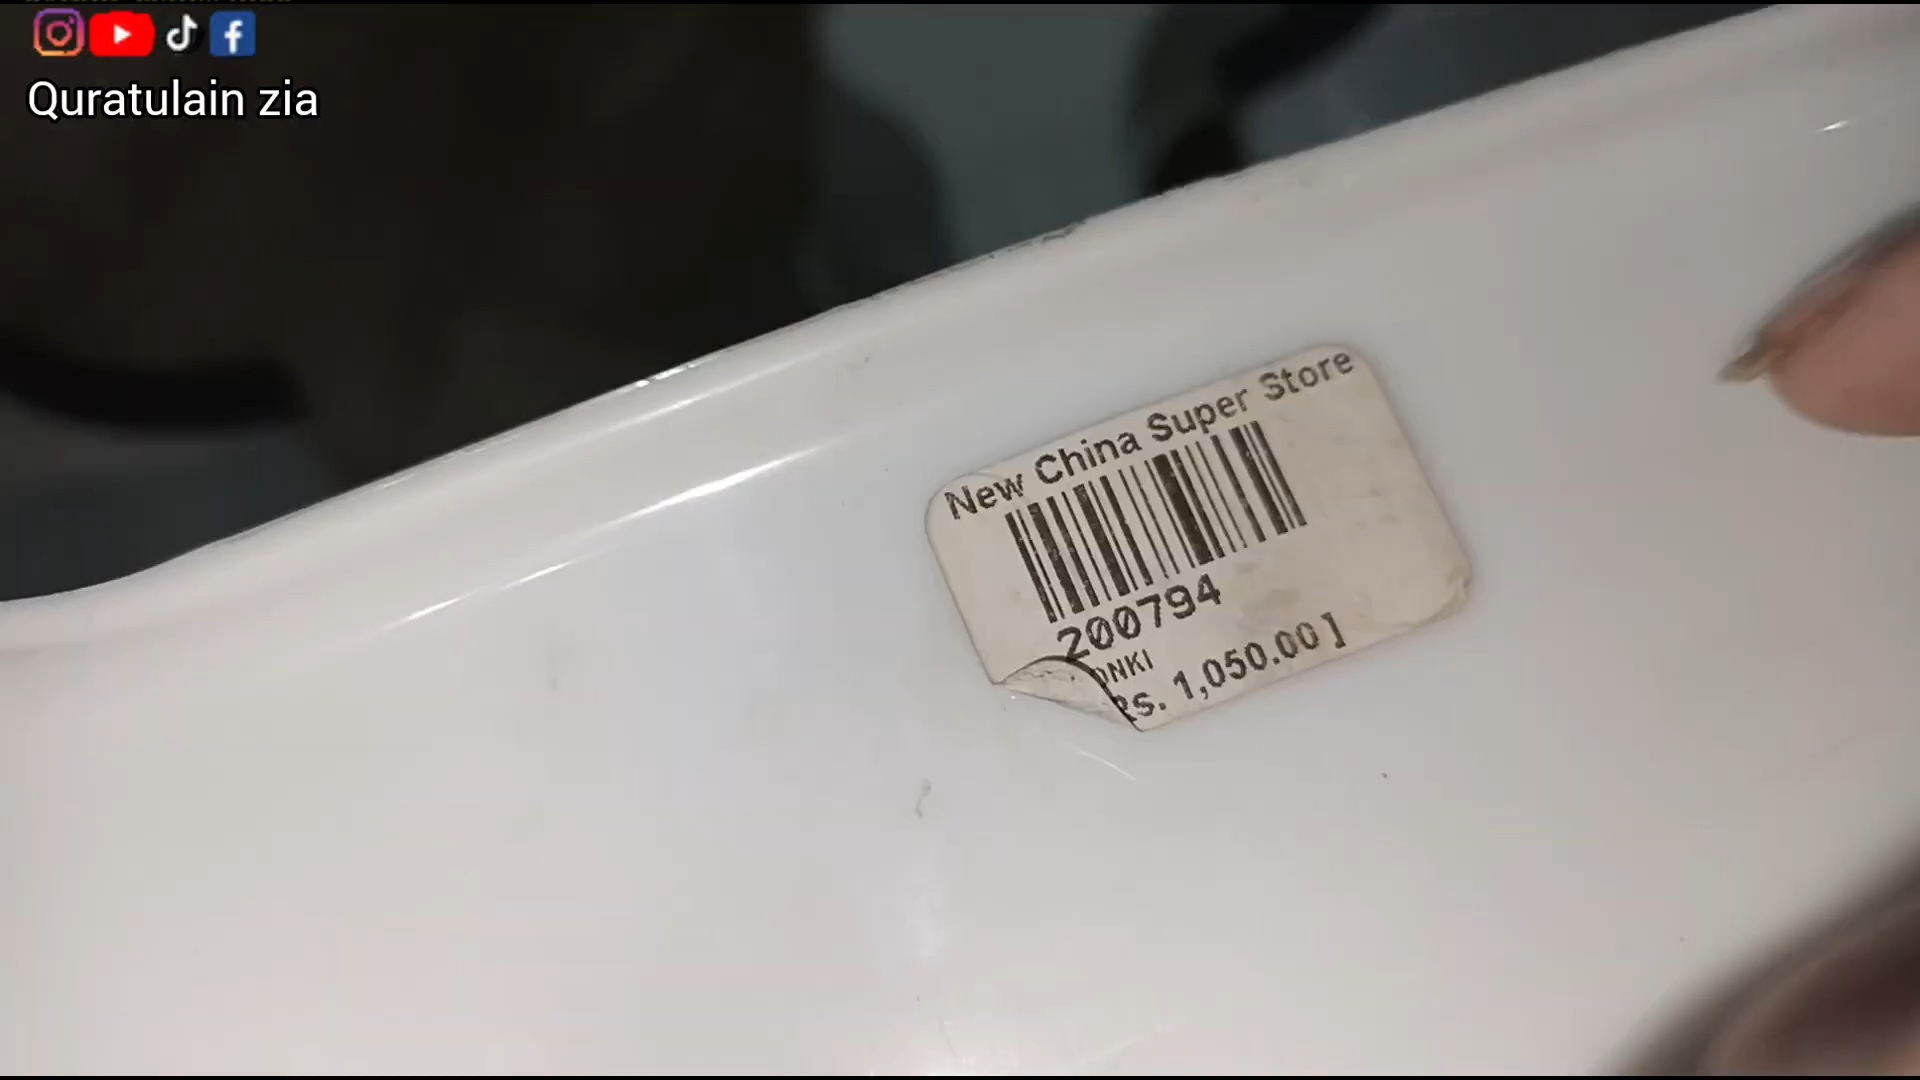 Quratulain zia
New China Super Store
200794
Rs. 1,050.00 ]